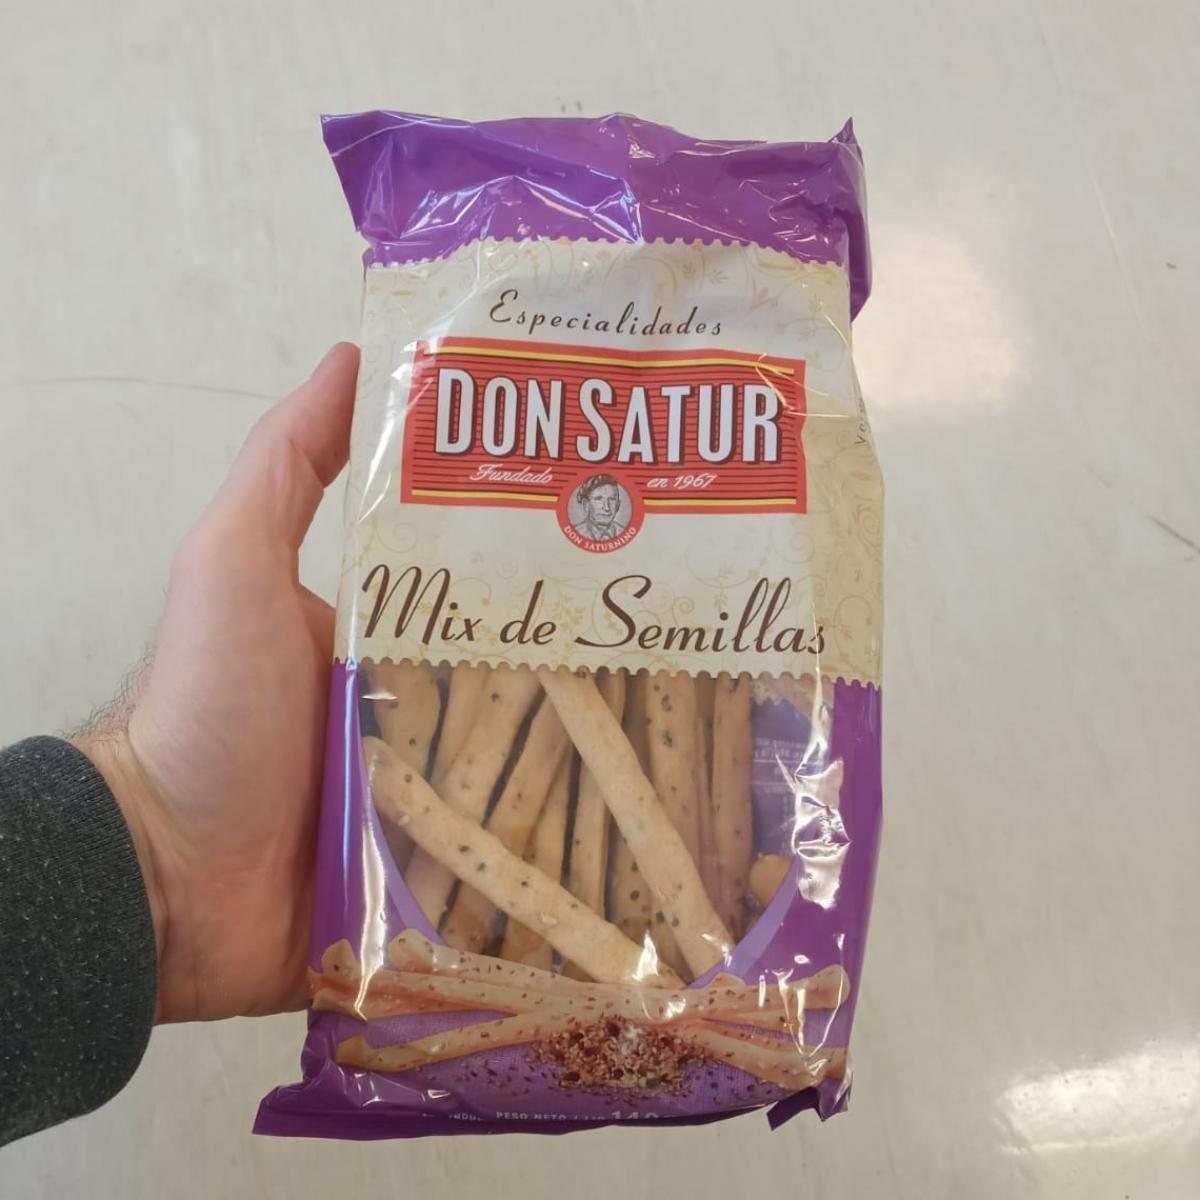 Especialidades
DON SATUR
Fundado en 1967
DON SATURNINO
Mix de Semillas
PESO NETO